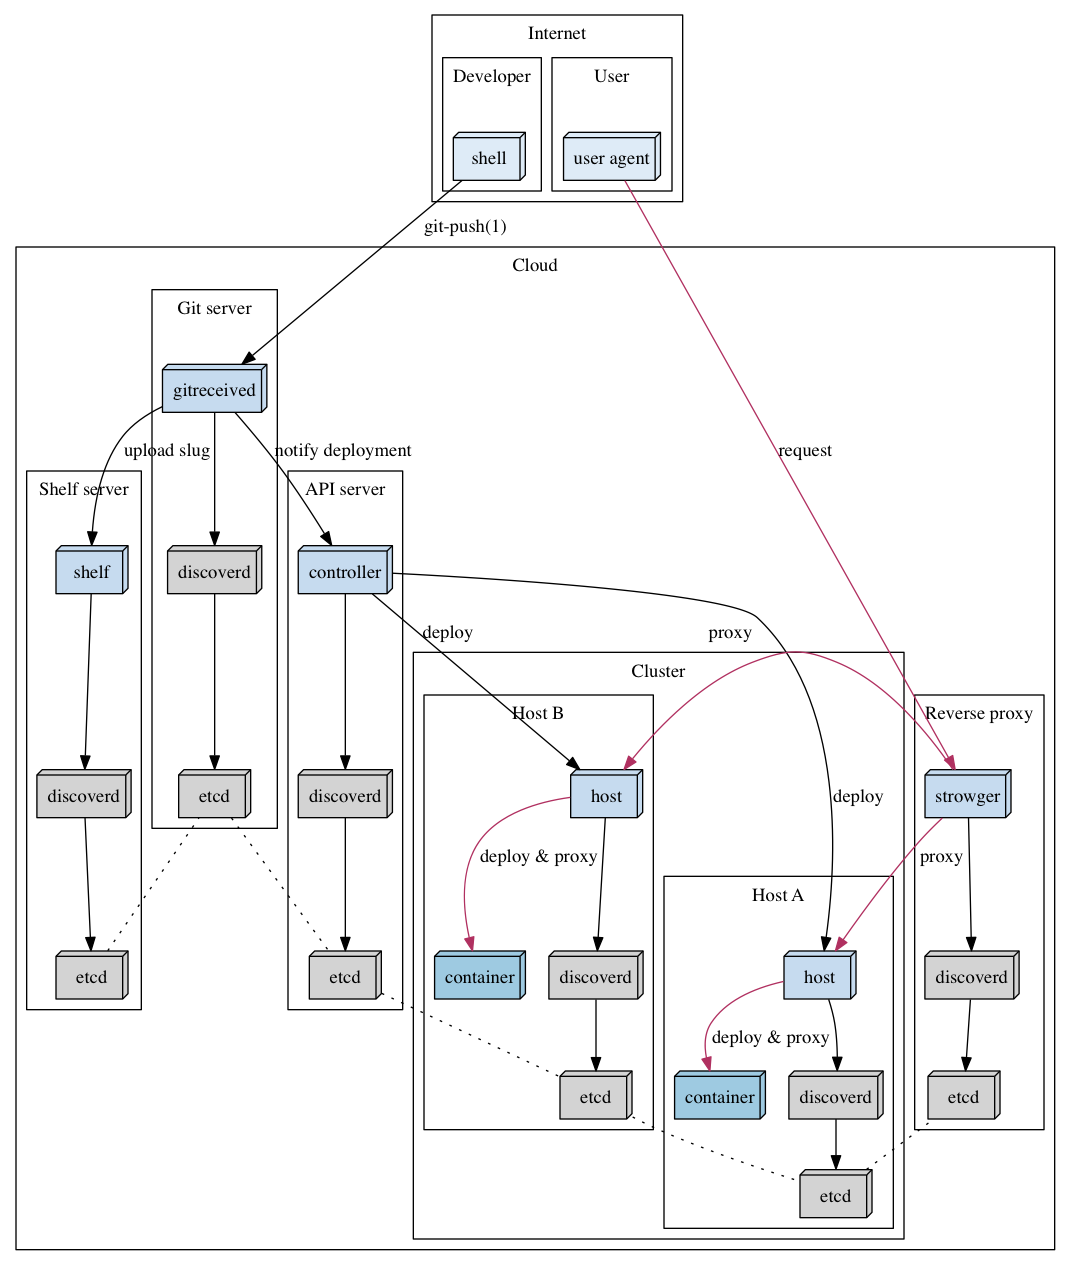 Internet
Developer
User
shell
user agent
git-push(1)
Cloud
Git server
gitreceived
upload slug
notify deployment
request
Shelf server
API server
shelf
discoverd
controller
deploy
proxy
Cluster
Host B
Reverse proxy
discoverd
etcd
discoverd
host
strowger
deploy
deploy & proxy
proxy
Host A
etcd
etcd
container
discoverd
host
discoverd
deploy & proxy
etcd
container
discoverd
etcd
etcd